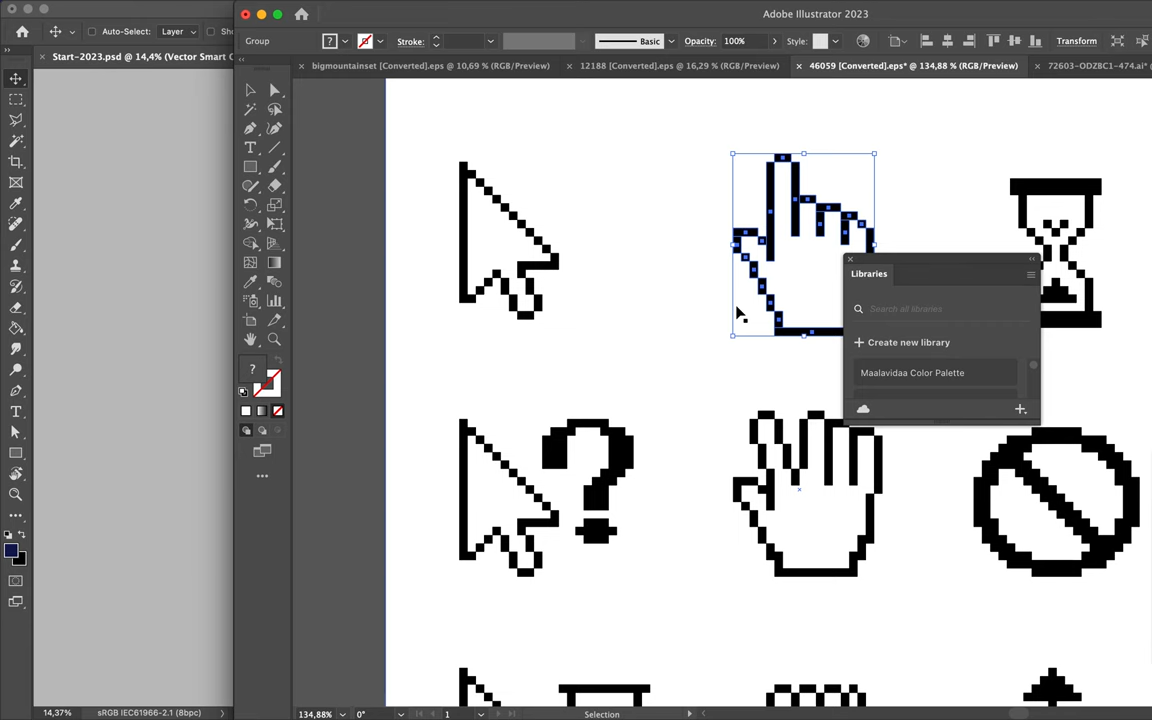 Adobe Illustrator 2023
Auto-Select:
Layer
Sho
Group
?
Stroke:
Basic
Opacity:
100%
Style:
Transform
Start-2023.psd @ 14,4% (Vector Smart O
bigmountainset [Converted].eps @ 10,69 % (RGB/Preview)
12188 [Converted].eps @ 16,29 % (RGB/Preview)
46059 [Converted].eps* @ 134,88 % (RGB/Preview)
72603-ODZBC1-474.ai*
Libraries
Search all libraries
Create new library
Maalavidaa Color Palette
?
?
14,37%
sRGB IEC61966-2.1 (8bpc)
134,88%
0°
1
Selection